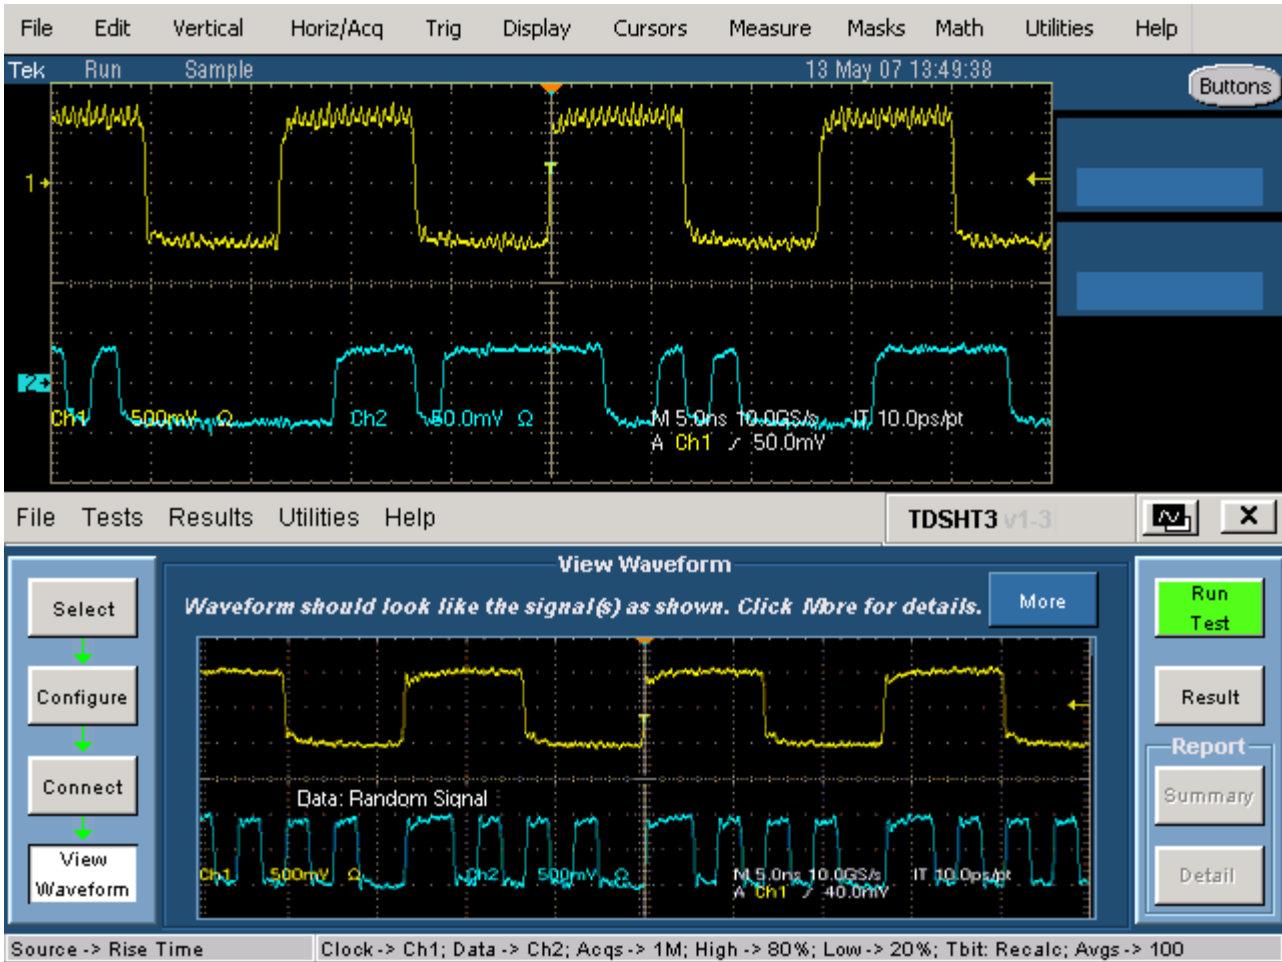 File Edit Vertical Horiz/Acq Trig Display Cursors Measure Masks Math Utilities Help
Tek Run Sample 13 May 07 13:49:38
Buttons
1
2
Ch1 500mV Ω Ch2 50.0mV Ω M 5.0ns 10.0GS/s IT 10.0ps/pt
A Ch1 / 50.0mV
File Tests Results Utilities Help TDSHT3 v1-3 X
View Waveform
Waveform should look like the signal(s) as shown. Click More for details. More
Select
Configure
Connect
View
Waveform
T
Data: Random Signal
Ch1 500mV Ω Ch2 500mV Ω M 5.0ns 10.0GS/s IT 10.0ps/pt
A Ch1 / 40.0mV
Run
Test
Result
Report
Summary
Detail
Source -> Rise Time Clock -> Ch1; Data -> Ch2; Acqs -> 1M; High -> 80%; Low -> 20%; Tbit: Recalc; Avgs -> 100